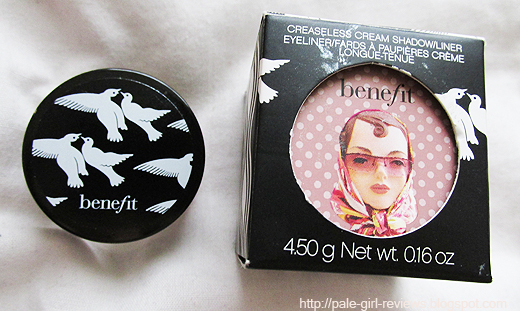 benefit
CREASELESS CREAM SHADOW/LINER
EYELINER/FARDS À PAUPIÈRES CRÈME
LONGUE-TENUE
benefit
4.50 g Net wt. 0.16 oz
http://pale-girl-reviews.blogspot.com